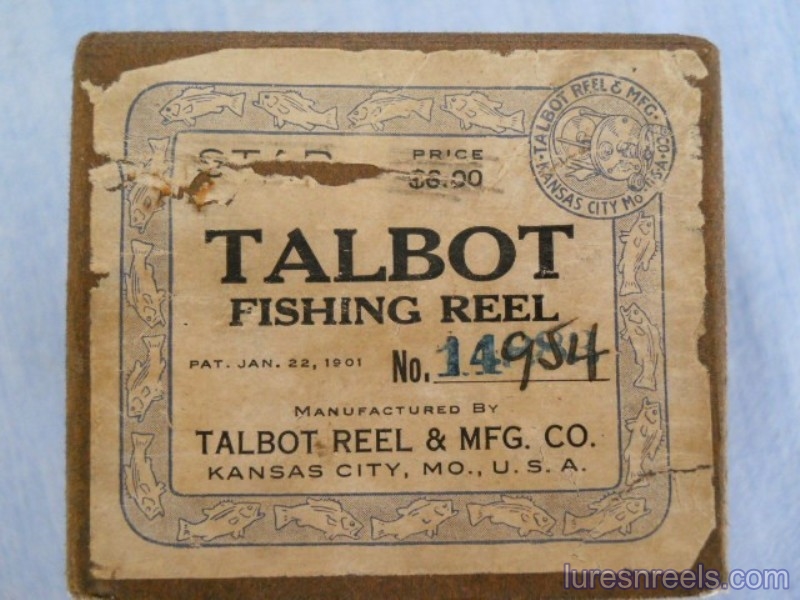 STAR PRICE
$6.00
TALBOT
FISHING REEL
PAT. JAN. 22, 1901 No. 14954
MANUFACTURED BY
TALBOT REEL & MFG. CO.
KANSAS CITY, MO., U. S. A.
·TALBOT REEL & MFG. CO.·
KANSAS CITY MO. U.S.A.
luresnreels.com